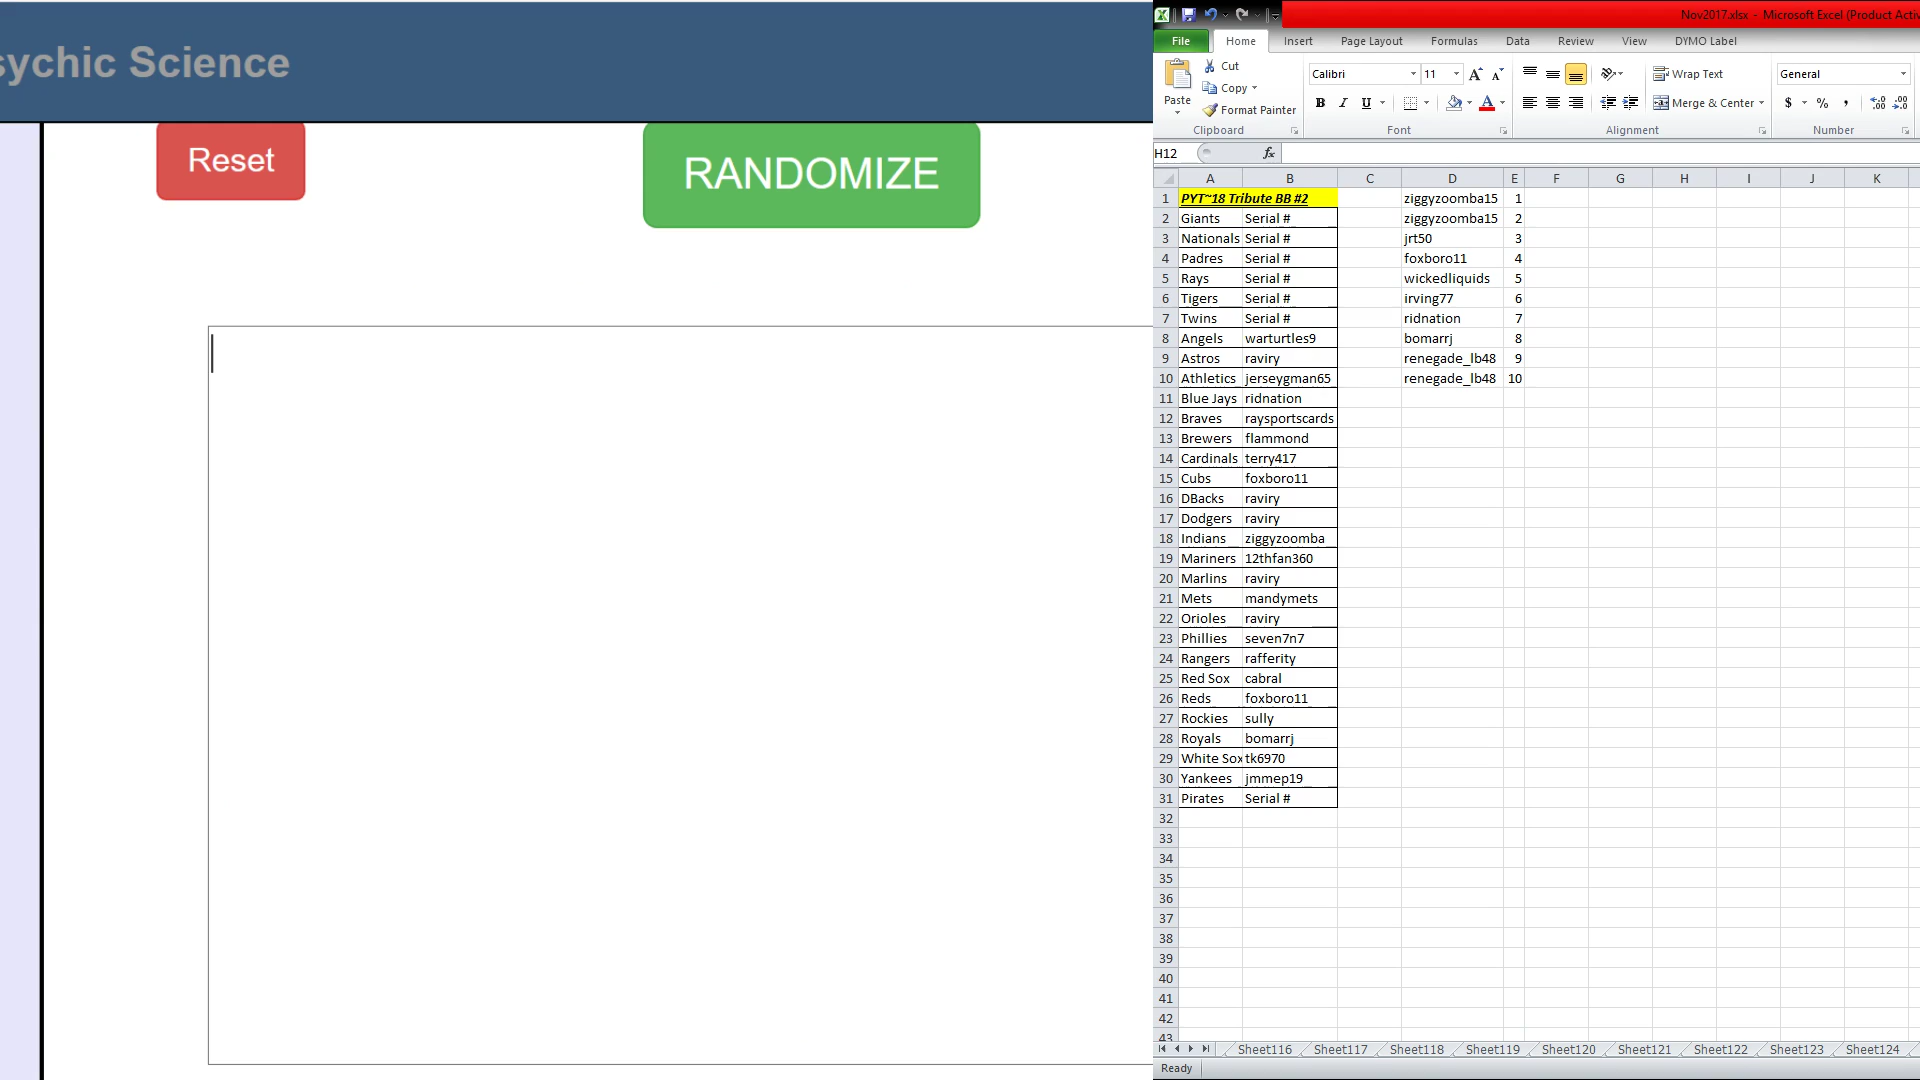 sychic Science
Reset
RANDOMIZE
Nov2017.xlsx - Microsoft Excel (Product Activ
File Home Insert Page Layout Formulas Data Review View DYMO Label
Paste
Cut
Copy
Format Painter
Calibri 11
B I U
Wrap Text
Merge & Center
General
$ % ,
Clipboard Font Alignment Number
H12 fx
A B C D E F G H I J K
1 PYT~18 Tribute BB #2 ziggyzoomba15 1
2 Giants Serial # ziggyzoomba15 2
3 Nationals Serial # jrt50 3
4 Padres Serial # foxboro11 4
5 Rays Serial # wickedliquids 5
6 Tigers Serial # irving77 6
7 Twins Serial # ridnation 7
8 Angels warturtles9 bomarrj 8
9 Astros raviry renegade_lb48 9
10 Athletics jerseygman65 renegade_lb48 10
11 Blue Jays ridnation
12 Braves raysportscards
13 Brewers flammond
14 Cardinals terry417
15 Cubs foxboro11
16 DBacks raviry
17 Dodgers raviry
18 Indians ziggyzoomba
19 Mariners 12thfan360
20 Marlins raviry
21 Mets mandymets
22 Orioles raviry
23 Phillies seven7n7
24 Rangers rafferity
25 Red Sox cabral
26 Reds foxboro11
27 Rockies sully
28 Royals bomarrj
29 White Sox tk6970
30 Yankees jmmep19
31 Pirates Serial #
32
33
34
35
36
37
38
39
40
41
42
43
Sheet116 Sheet117 Sheet118 Sheet119 Sheet120 Sheet121 Sheet122 Sheet123 Sheet124
Ready